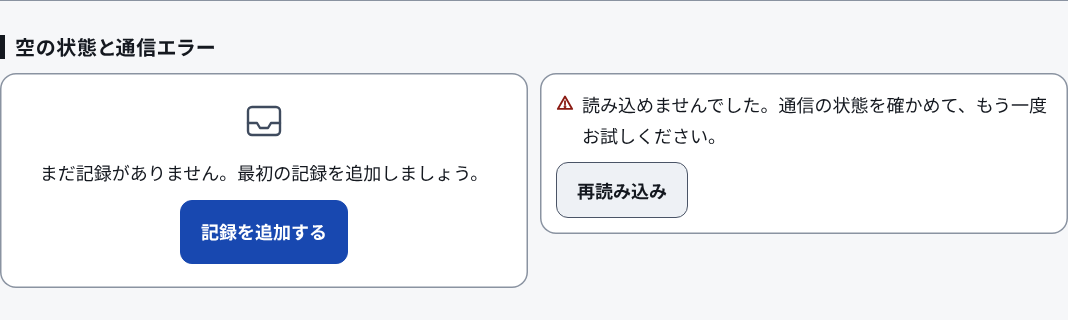 空の状態と通信エラー
まだ記録がありません。最初の記録を追加しましょう。
記録を追加する
読み込めませんでした。通信の状態を確かめて、もう一度
お試しください。
再読み込み